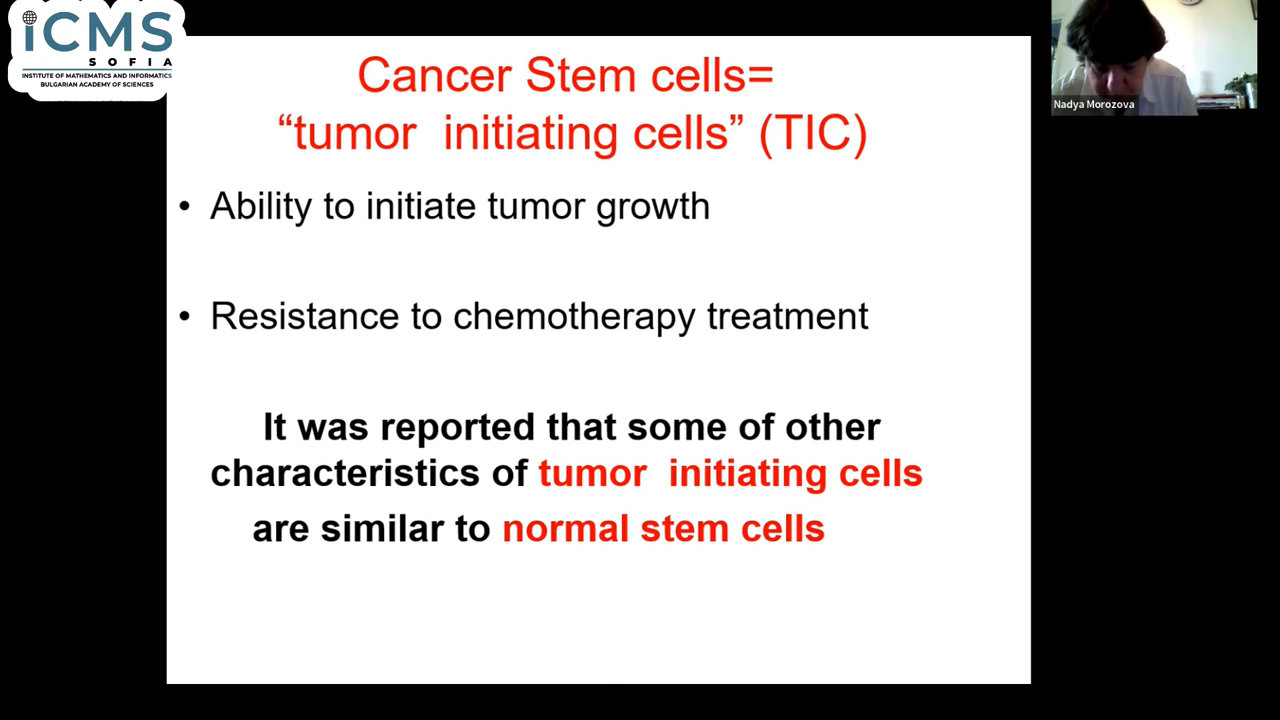 iCMS
SOFIA
INSTITUTE OF MATHEMATICS AND INFORMATICS
BULGARIAN ACADEMY OF SCIENCES
Nadya Morozova
Cancer Stem cells=
“tumor initiating cells” (TIC)
• Ability to initiate tumor growth
• Resistance to chemotherapy treatment
It was reported that some of other
characteristics of tumor initiating cells
are similar to normal stem cells